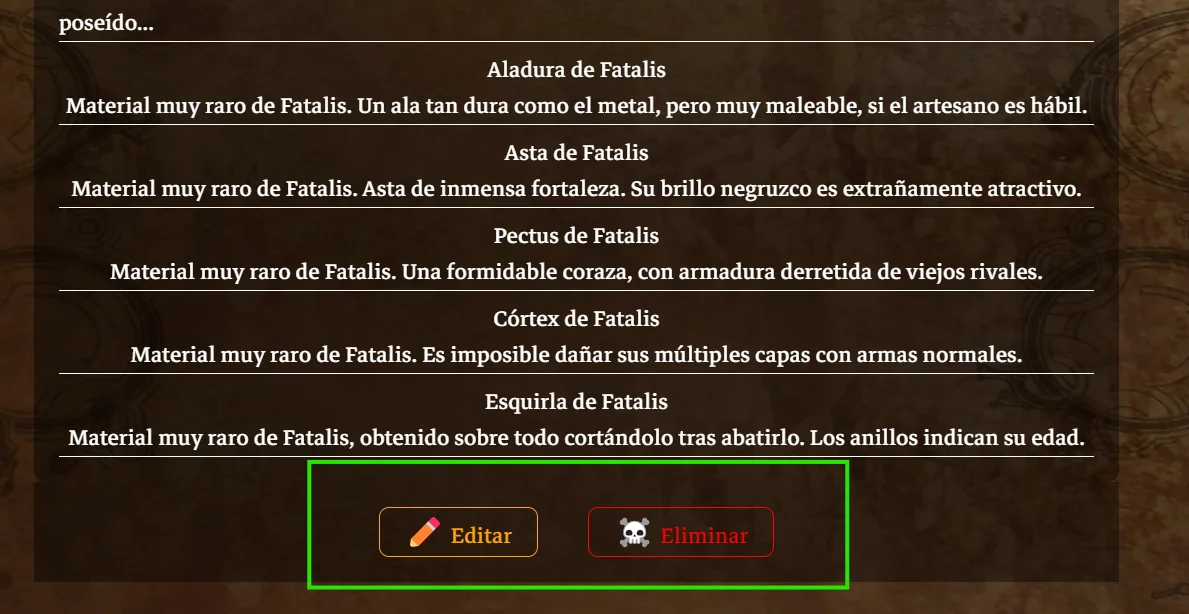 poseído...
Aladura de Fatalis
Material muy raro de Fatalis. Un ala tan dura como el metal, pero muy maleable, si el artesano es hábil.
Asta de Fatalis
Material muy raro de Fatalis. Asta de inmensa fortaleza. Su brillo negruzco es extrañamente atractivo.
Pectus de Fatalis
Material muy raro de Fatalis. Una formidable coraza, con armadura derretida de viejos rivales.
Córtex de Fatalis
Material muy raro de Fatalis. Es imposible dañar sus múltiples capas con armas normales.
Esquirla de Fatalis
Material muy raro de Fatalis, obtenido sobre todo cortándolo tras abatirlo. Los anillos indican su edad.
Editar
Eliminar